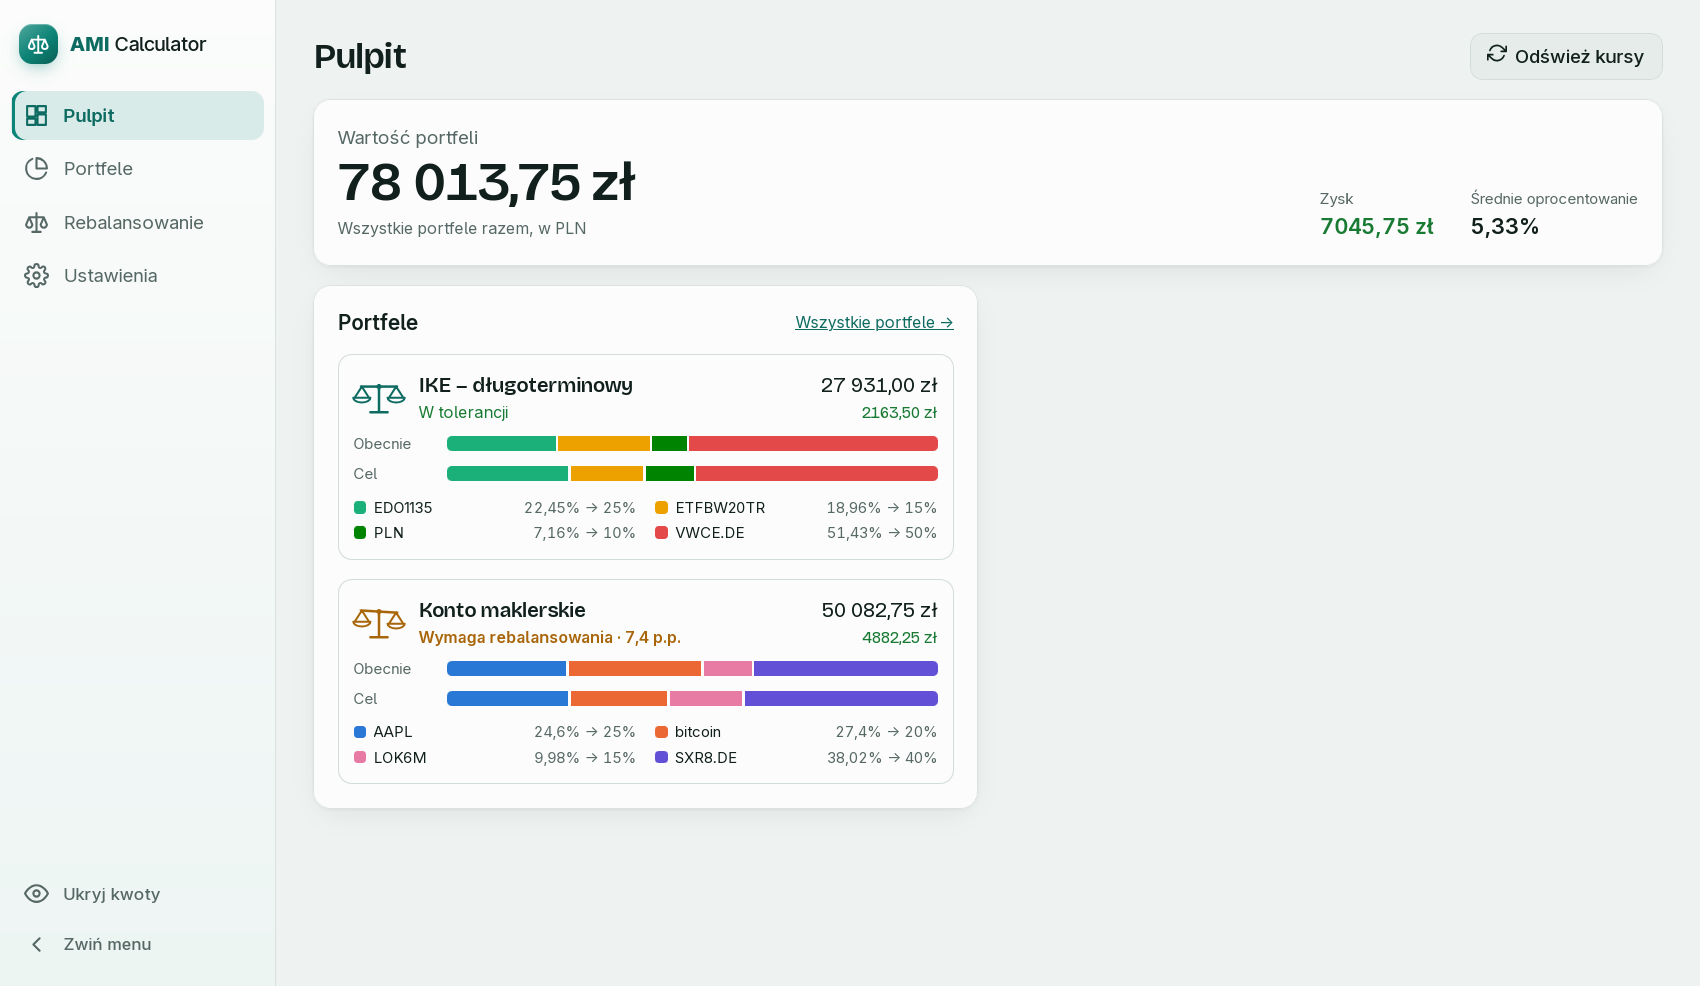 AMI Calculator
Pulpit
Portfele
Rebalansowanie
Ustawienia
Ukryj kwoty
Zwiń menu
Pulpit
Odśwież kursy
Wartość portfeli
78 013,75 zł
Wszystkie portfele razem, w PLN
Zysk
7045,75 zł
Średnie oprocentowanie
5,33%
Portfele
Wszystkie portfele →
IKE – długoterminowy
27 931,00 zł
W tolerancji
2163,50 zł
Obecnie
Cel
EDO1135 22,45% → 25%
ETFBW20TR 18,96% → 15%
PLN 7,16% → 10%
VWCE.DE 51,43% → 50%
Konto maklerskie
50 082,75 zł
Wymaga rebalansowania · 7,4 p.p.
4882,25 zł
Obecnie
Cel
AAPL 24,6% → 25%
bitcoin 27,4% → 20%
LOK6M 9,98% → 15%
SXR8.DE 38,02% → 40%